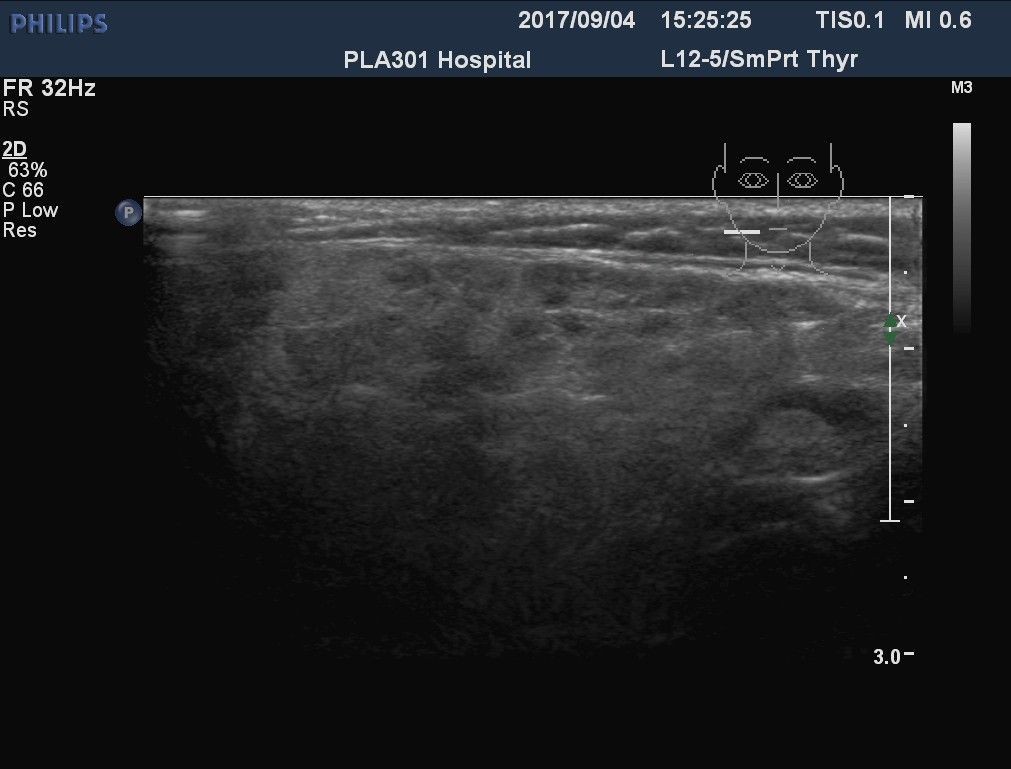 PHILIPS
2017/09/04 15:25:25 TIS0.1 MI 0.6
PLA301 Hospital L12-5/SmPrt Thyr
FR 32Hz
RS
M3
2D
63%
C 66
P Low
Res
P
X
3.0